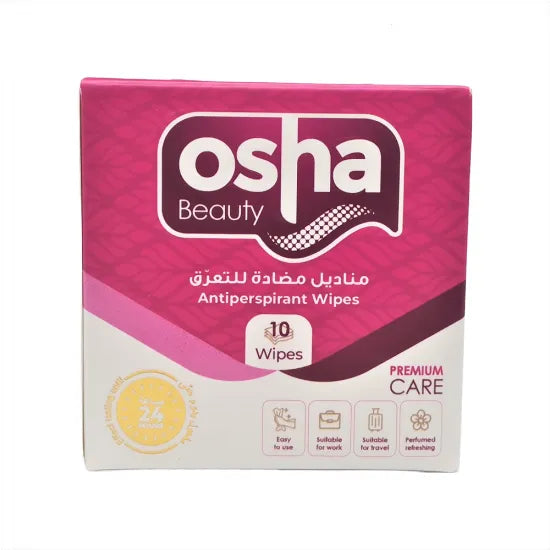 osha
Beauty
مناديل مضادة للتعرّق
Antiperspirant Wipes
10
Wipes
PREMIUM
CARE
24
Easy
to use
Suitable
for work
Suitable
for travel
Perfumed
refreshing